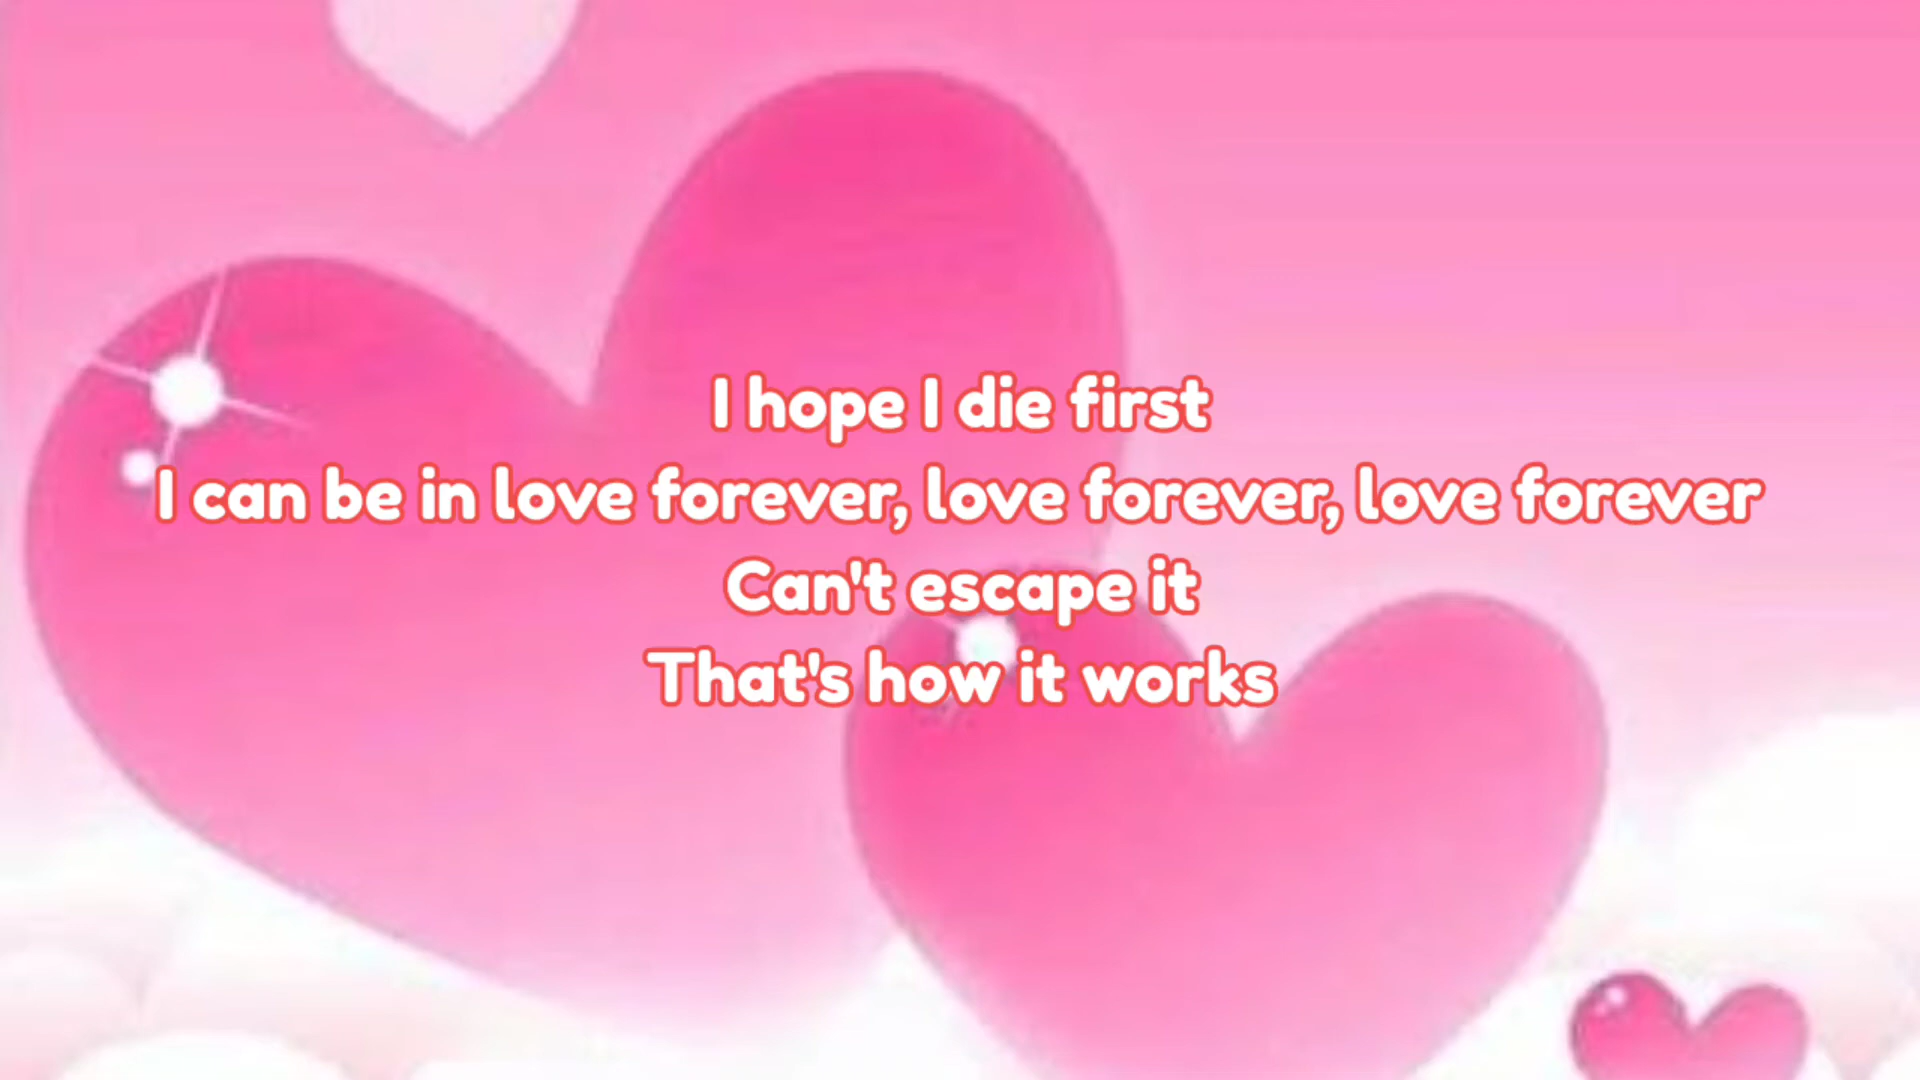 I hope I die first
I can be in love forever, love forever, love forever
Can't escape it
That's how it works